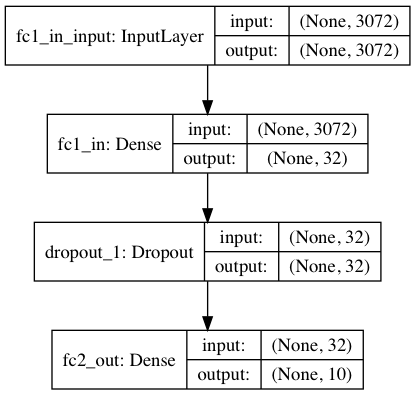 fc1_in_input: InputLayer
input: (None, 3072)
output: (None, 3072)
fc1_in: Dense
input: (None, 3072)
output: (None, 32)
dropout_1: Dropout
input: (None, 32)
output: (None, 32)
fc2_out: Dense
input: (None, 32)
output: (None, 10)